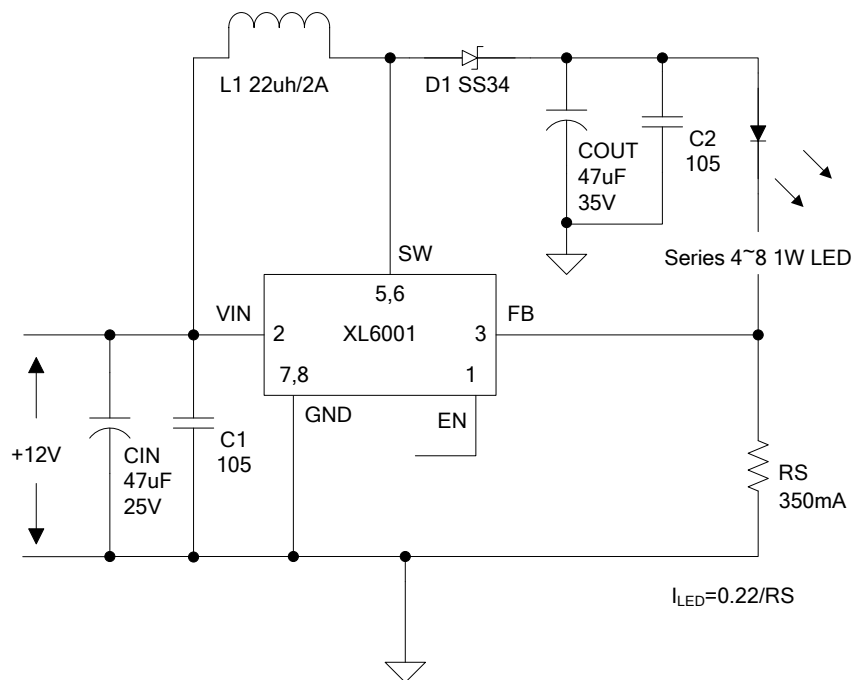 L1 22uh/2A
D1 SS34
COUT
47uF
35V
C2
105
SW
Series 4~8 1W LED
5,6
VIN
FB
2
XL6001
3
7,8
1
GND
EN
+12V
CIN
47uF
25V
C1
105
RS
350mA
I_LED=0.22/RS